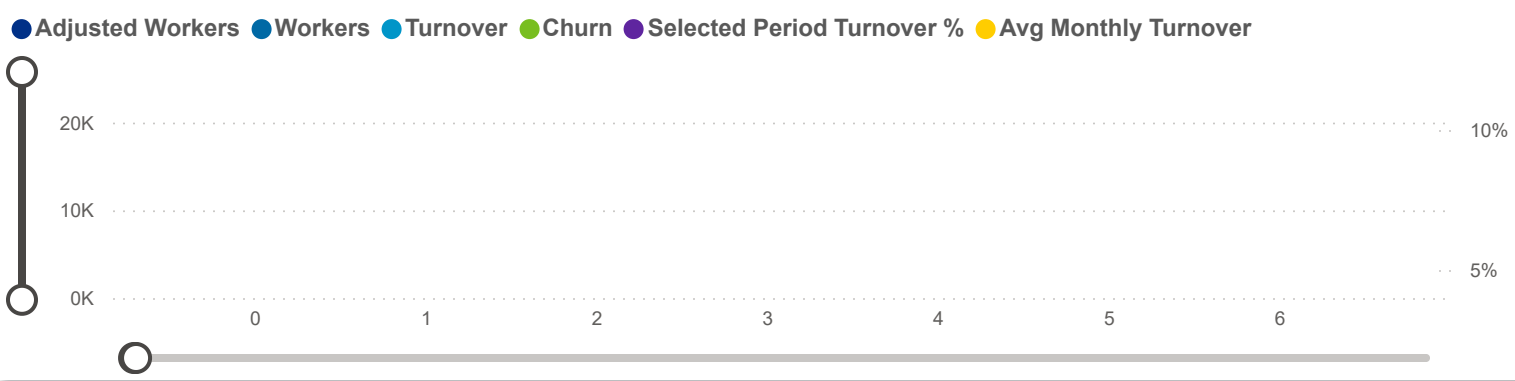 Adjusted Workers Workers Turnover Churn Selected Period Turnover % Avg Monthly Turnover
20K
10%
10K
5%
0K
0 1 2 3 4 5 6